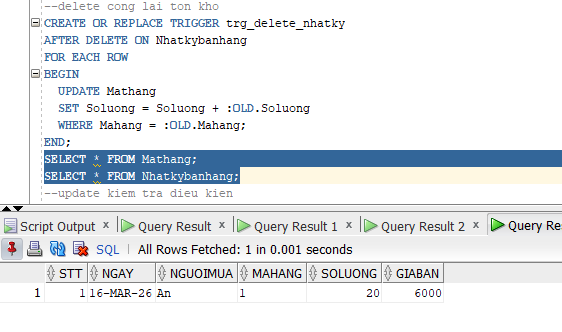 --delete cong lai ton kho
CREATE OR REPLACE TRIGGER trg_delete_nhatky
AFTER DELETE ON Nhatkybanhang
FOR EACH ROW
BEGIN
UPDATE Mathang
SET Soluong = Soluong + :OLD.Soluong
WHERE Mahang = :OLD.Mahang;
END;
SELECT * FROM Mathang;
SELECT * FROM Nhatkybanhang;
--update kiem tra dieu kien
Script Output x Query Result x Query Result 1 x Query Result 2 x Query Res
SQL | All Rows Fetched: 1 in 0.001 seconds
STT NGAY NGUOIMUA MAHANG SOLUONG GIABAN
1 1 16-MAR-26 An 1 20 6000